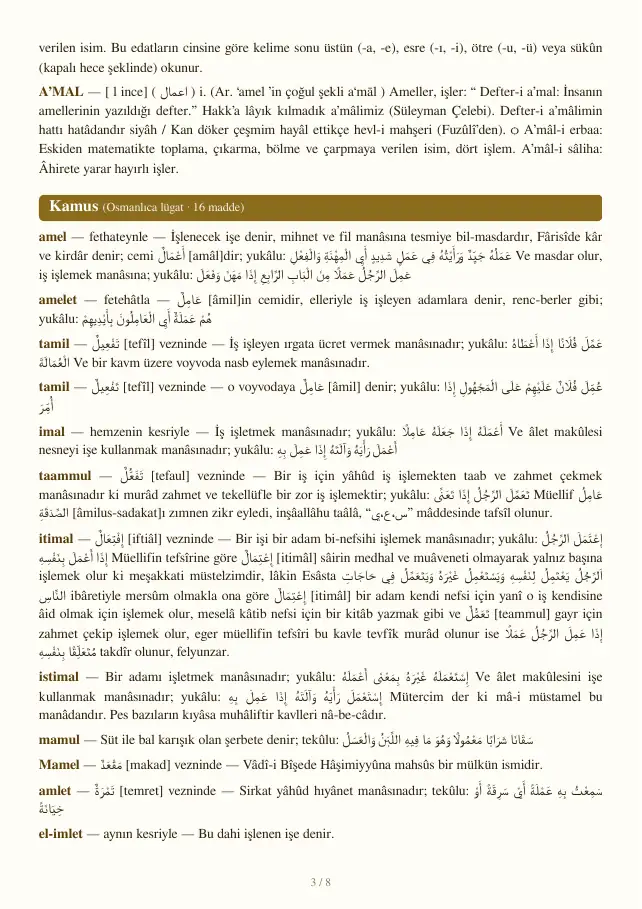 verilen isim. Bu edatların cinsine göre kelime sonu üstün (-a, -e), esre (-ı, -i), ötre (-u, -ü) veya sükûn
(kapalı hece şeklinde) okunur.
A’MAL — [ l ince] ( اعمال ) i. (Ar. ‘amel ’in çoğul şekli a‘māl ) Ameller, işler: “ Defter-i a’mal: İnsanın
amellerinin yazıldığı defter.” Hakk’a lâyık kılmadık a’mâlimiz (Süleyman Çelebi). Defter-i a’mâlimin
hattı hatâdandır siyâh / Kan döker çeşmim hayâl ettikçe hevl-i mahşeri (Fuzûlî’den). ο A’mâl-i erbaa:
Eskiden matematikte toplama, çıkarma, bölme ve çarpmaya verilen isim, dört işlem. A’mâl-i sâliha:
Âhirete yarar hayırlı işler.
Kamus (Osmanlıca lügat · 16 madde)
amel — fethateynle — İşlenecek işe denir, mihnet ve fil manâsına tesmiye bil-masdardır, Fârisîde kâr
ve kirdâr denir; cemi أَعْمَالٌ [amâl]dir; yukâlu: عَمَلُهُ جَيِّدٌ وَرَأَيْتُهُ فِي عَمَلٍ شَدِيدٍ أَيِ الْمِهْنَةِ وَالْفِعْلِ Ve masdar olur,
iş işlemek manâsına; yukâlu: عَمِلَ الرَّجُلُ عَمَلًا مِنَ الْبَابِ الرَّابِعِ إِذَا مَهَنَ وَفَعَلَ
amelet — fetehâtla — عَامِلٌ [âmil]in cemidir, elleriyle iş işleyen adamlara denir, renc-berler gibi;
yukâlu: هُمْ عَمَلَةٌ أَيِ الْعَامِلُونَ بِأَيْدِيهِمْ
tamil — تَفْعِيلٌ [tefîl] vezninde — İş işleyen ırgata ücret vermek manâsınadır; yukâlu: عَمَّلَ فُلَانًا إِذَا أَعْطَاهُ
الْعُمَالَةَ Ve bir kavm üzere voyvoda nasb eylemek manâsınadır.
tamil — تَفْعِيلٌ [tefîl] vezninde — o voyvodaya عَامِلٌ [âmil] denir; yukâlu: عُمِّلَ فُلَانٌ عَلَيْهِمْ عَلَى الْمَجْهُولِ إِذَا
أُمِّرَ
imal — hemzenin kesriyle — İş işletmek manâsınadır; yukâlu: أَعْمَلَهُ إِذَا جَعَلَهُ عَامِلًا Ve âlet makûlesi
nesneyi işe kullanmak manâsınadır; yukâlu: أَعْمَلَ رَأْيَهُ وَآلَتَهُ إِذَا عَمِلَ بِهِ
taammul — تَفَعُّلٌ [tefaul] vezninde — Bir iş için yâhûd iş işlemekten taab ve zahmet çekmek
manâsınadır ki murâd zahmet ve tekellüfle bir zor iş işlemektir; yukâlu: تَعَمَّلَ الرَّجُلُ إِذَا تَعَنَّى Müellif عَامِلُ
الصَّدَقَةِ [âmilus-sadakat]ı zımnen zikr eyledi, inşâallâhu taâlâ, “س،ع،ي” mâddesinde tafsîl olunur.
itimal — إِفْتِعَالٌ [iftiâl] vezninde — Bir işi bir adam bi-nefsihi işlemek manâsınadır; yukâlu: إِعْتَمَلَ الرَّجُلُ
إِذَا أَعْمَلَ بِنَفْسِهِ Müellifin tefsîrine göre إِعْتِمَالٌ [itimâl] sâirin medhal ve muâveneti olmayarak yalnız başına
işlemek olur ki meşakkati müstelzimdir, lâkin Esâsta الرَّجُلُ يَعْتَمِلُ لِنَفْسِهِ وَيَسْتَعْمِلُ غَيْرَهُ وَيَتَعَمَّلُ فِي حَاجَاتِ
النَّاسِ ibâretiyle mersûm olmakla ona göre إِعْتِمَالٌ [itimâl] bir adam kendi nefsi için yanî o iş kendisine
âid olmak için işlemek olur, meselâ kâtib nefsi için bir kitâb yazmak gibi ve تَعَمُّلٌ [teammul] gayr için
zahmet çekip işlemek olur, eger müellifin tefsîri bu kavle tevfîk murâd olunur ise إِذَا عَمِلَ الرَّجُلُ عَمَلًا
مُتَعَلِّقًا بِنَفْسِهِ takdîr olunur, felyunzar.
istimal — Bir adamı işletmek manâsınadır; yukâlu: إِسْتَعْمَلَهُ غَيْرَهُ بِمَعْنَى أَعْمَلَهُ Ve âlet makûlesini işe
kullanmak manâsınadır; yukâlu: إِسْتَعْمَلَ رَأْيَهُ وَآلَتَهُ إِذَا عَمِلَ بِهِ Mütercim der ki mâ-i müstamel bu
manâdandır. Pes bazıların kıyâsa muhâliftir kavlleri nâ-be-câdır.
mamul — Süt ile bal karışık olan şerbete denir; tekûlu: سَقَانَا شَرَابًا مَعْمُولًا وَهُوَ مَا فِيهِ اللَّبَنُ وَالْعَسَلُ
Mamel — مَقْعَدٌ [makad] vezninde — Vâdî-i Bîşede Hâşimiyyûna mahsûs bir mülkün ismidir.
amlet — تَمْرَةٌ [temret] vezninde — Sirkat yâhûd hıyânet manâsınadır; tekûlu: سَمِعْتُ بِهِ عَمْلَةً أَيْ سَرِقَةً أَوْ
خِيَانَةً
el-imlet — aynın kesriyle — Bu dahi işlenen işe denir.
3 / 8